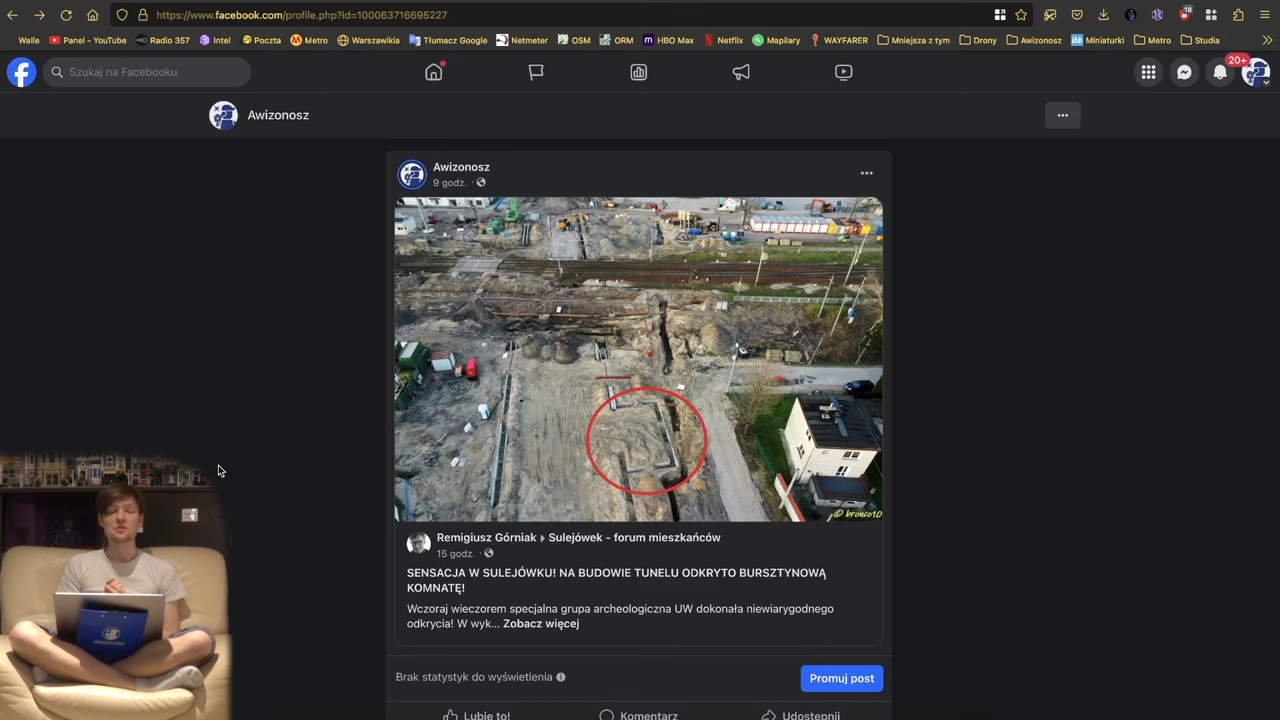 https://www.facebook.com/profile.php?id=100063716695227
18
Walle
Panel - YouTube
Radio 357
Intel
Poczta
Metro
Warszawikia
Tłumacz Google
Netmeter
OSM
ORM
HBO Max
Netflix
Mapilary
WAYFARER
Mniejsza z tym
Drony
Awizonosz
Miniaturki
Metro
Studia
Szukaj na Facebooku
20+
Awizonosz
Awizonosz
9 godz.
© bronco1D
Remigiusz Górniak
Sulejówek - forum mieszkańców
15 godz.
SENSACJA W SULEJÓWKU! NA BUDOWIE TUNELU ODKRYTO BURSZTYNOWĄ
KOMNATĘ!
Wczoraj wieczorem specjalna grupa archeologiczna UW dokonała niewiarygodnego
odkrycia! W wyk... Zobacz więcej
Awizonosz
Brak statystyk do wyświetlenia
Promuj post
Lubię to!
Komentarz
Udostępnij